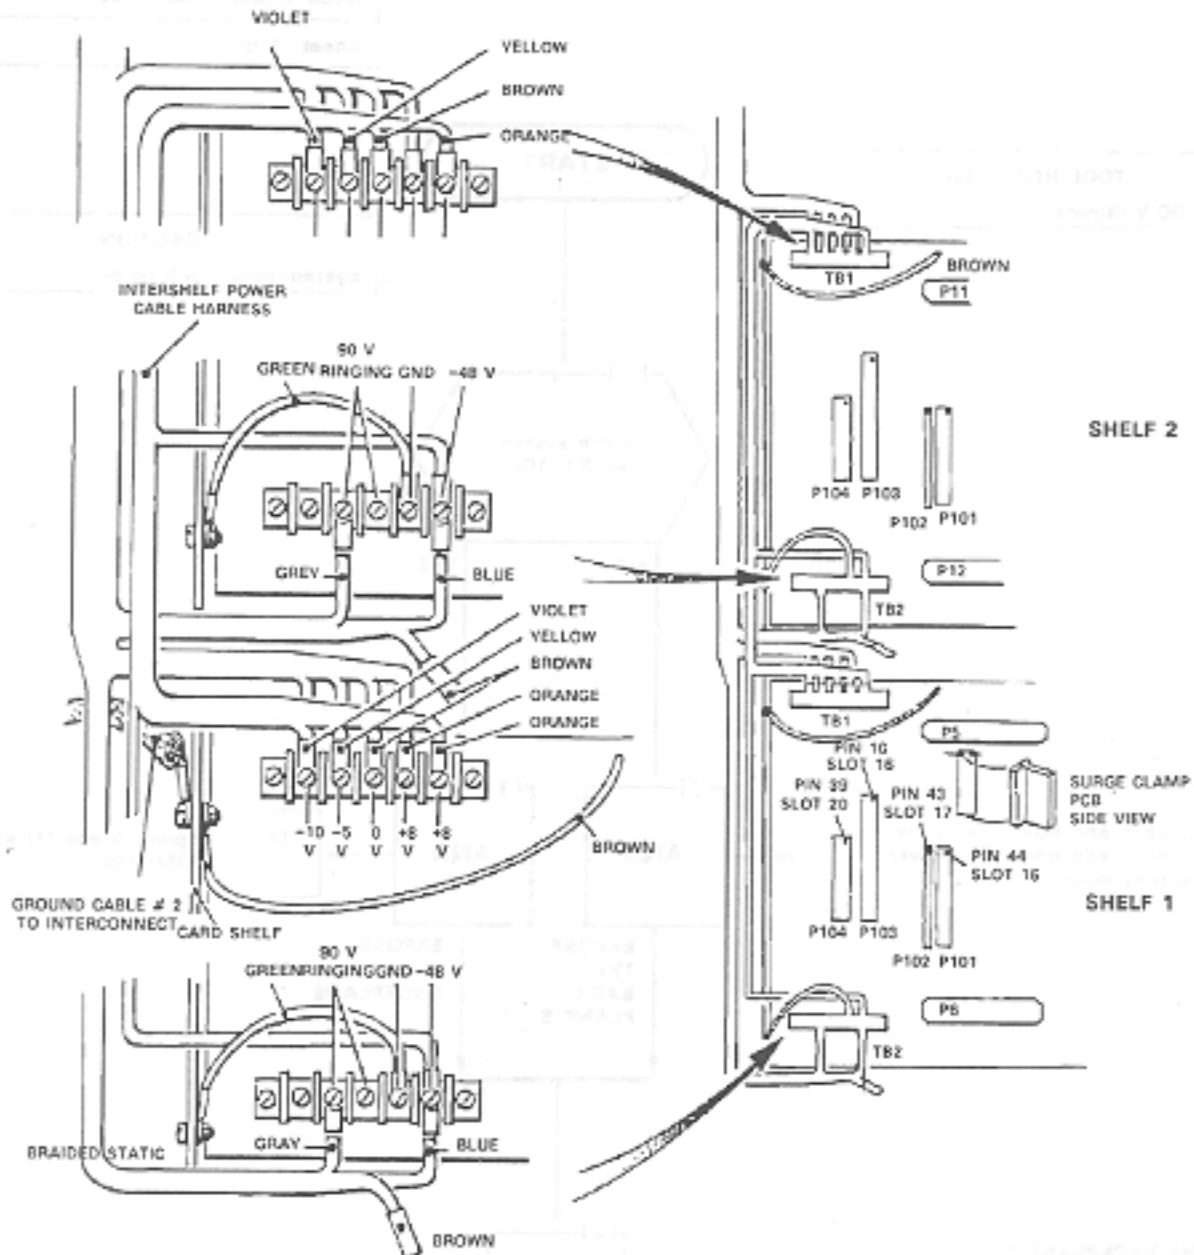 VIOLET
YELLOW
BROWN
ORANGE
TB1
BROWN
P11
INTERSHELF POWER
CABLE HARNESS
90 V
GREEN RINGING GND -48 V
SHELF 2
P104
P103
P102
P101
GREY
BLUE
P12
TB2
VIOLET
YELLOW
BROWN
ORANGE
ORANGE
TB1
P5
PIN 16
SLOT 16
PIN 39
SLOT 20
PIN 43
SLOT 17
SURGE CLAMP
PCB
SIDE VIEW
-10 -5 0 +8 +8
V V V V V
BROWN
PIN 44
SLOT 16
GROUND CABLE # 2
TO INTERCONNECT
CARD SHELF
SHELF 1
P104
P103
P102
P101
90 V
GREEN RINGING GND -48 V
P6
TB2
GRAY
BLUE
BRAIDED STATIC
BROWN